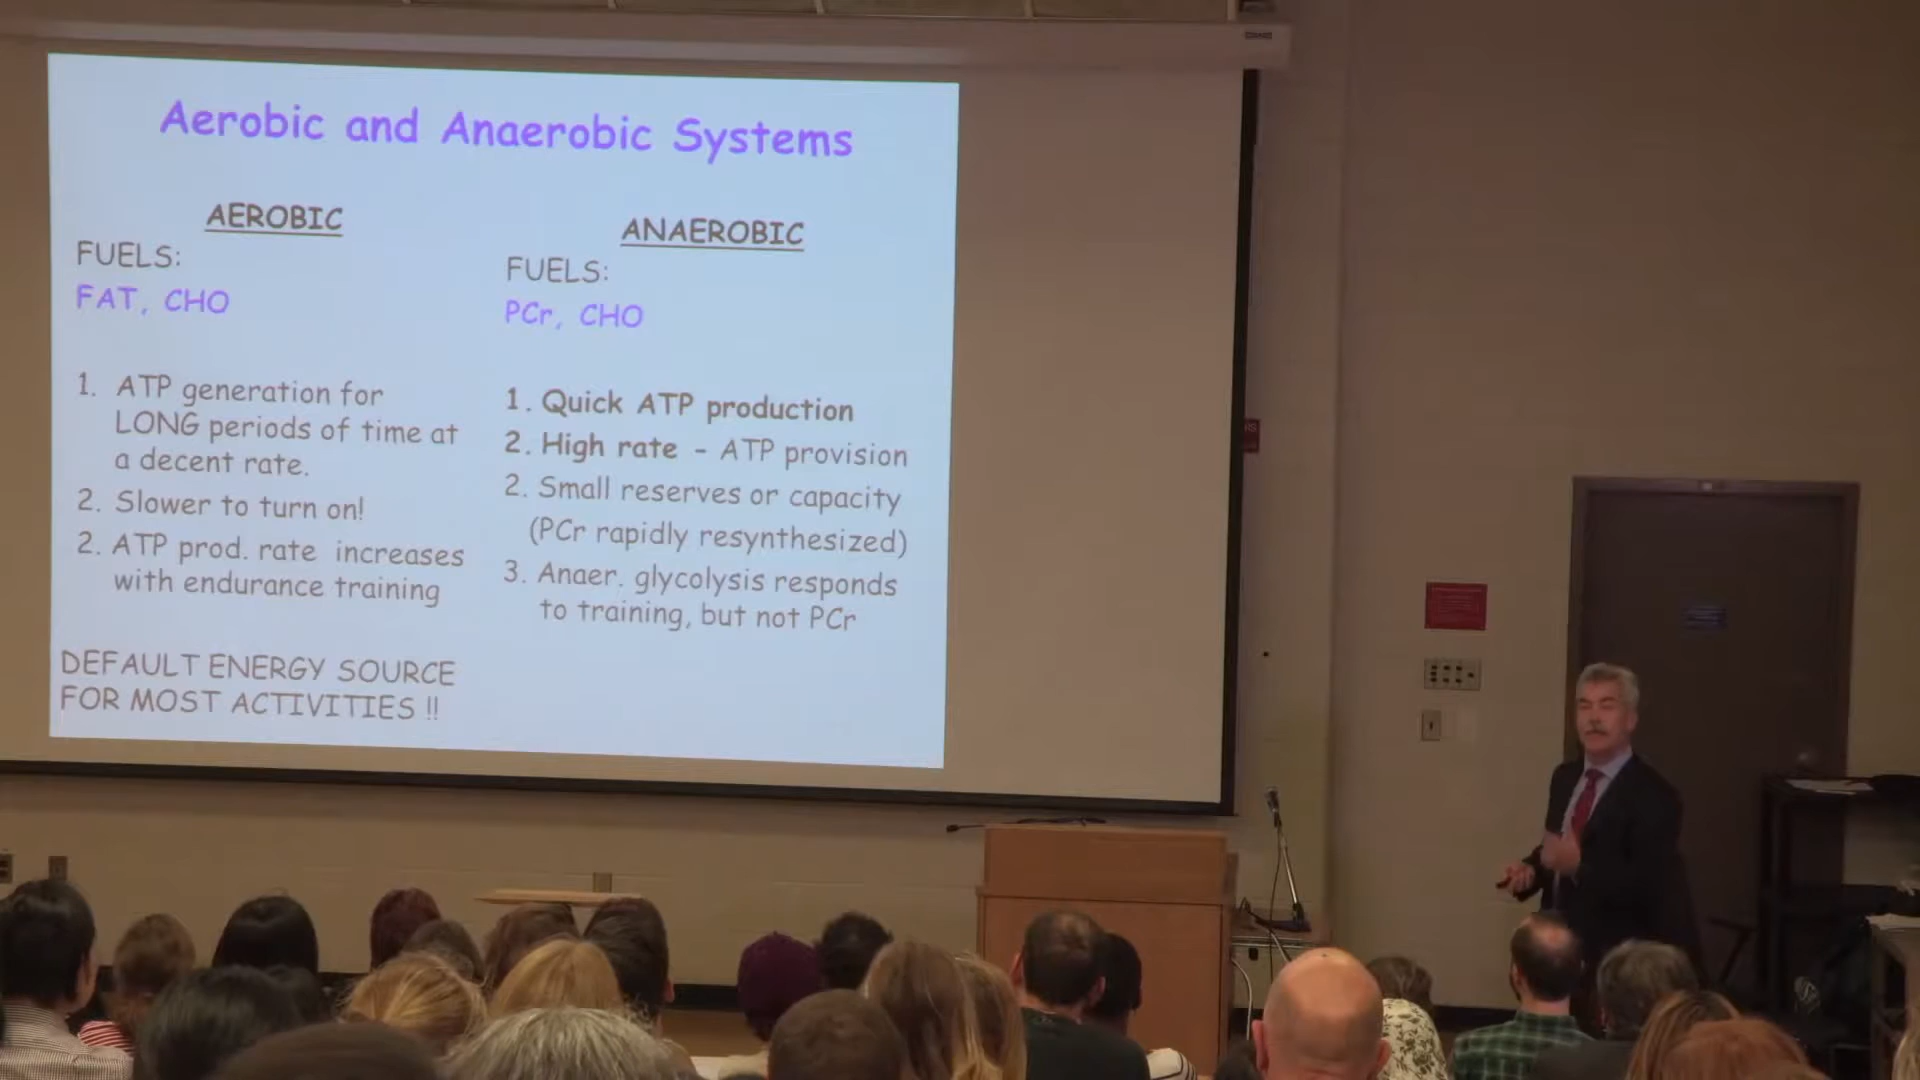 Aerobic and Anaerobic Systems
AEROBIC
FUELS:
FAT, CHO
1. ATP generation for
LONG periods of time at
a decent rate.
2. Slower to turn on!
2. ATP prod. rate increases
with endurance training
DEFAULT ENERGY SOURCE
FOR MOST ACTIVITIES !!
ANAEROBIC
FUELS:
PCr, CHO
1. Quick ATP production
2. High rate - ATP provision
2. Small reserves or capacity
(PCr rapidly resynthesized)
3. Anaer. glycolysis responds
to training, but not PCr